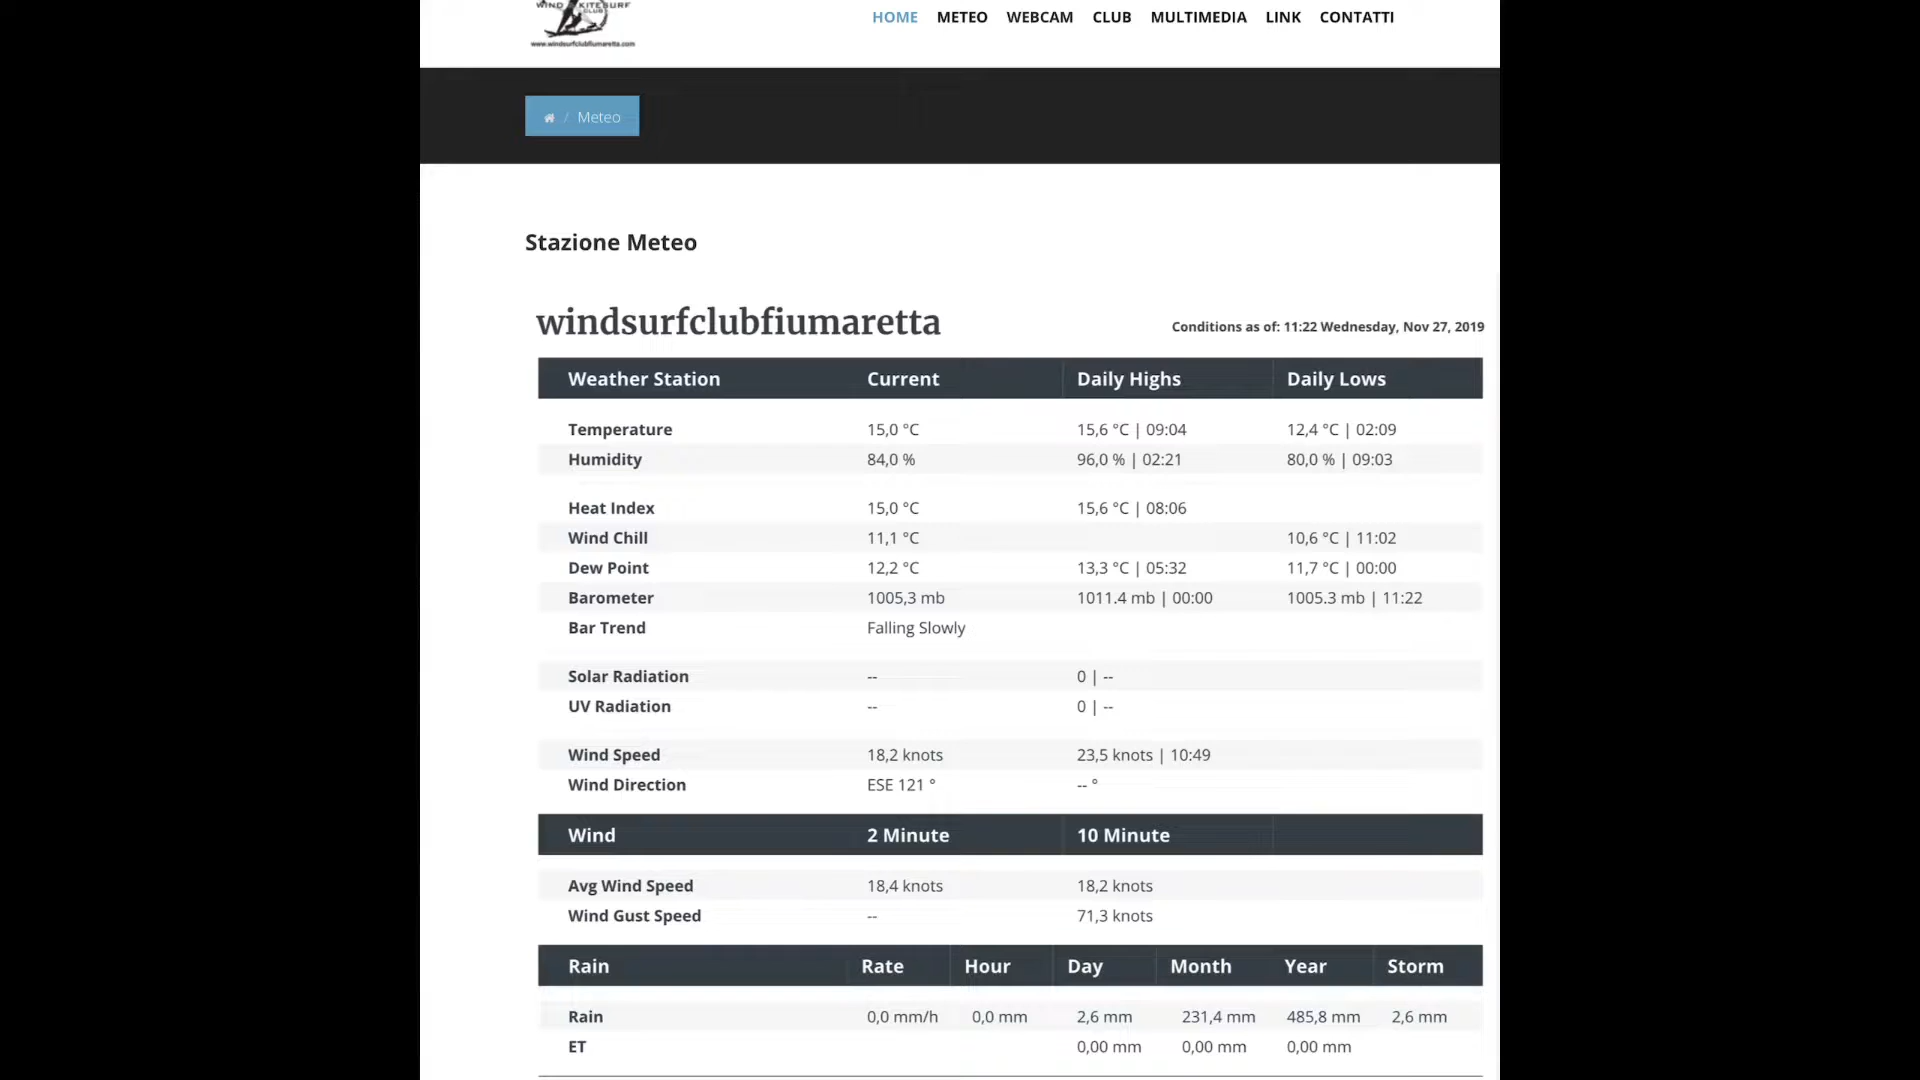 WIND KITESURF
CLUB
www.windsurfclubfiumaretta.com
HOME METEO WEBCAM CLUB MULTIMEDIA LINK CONTATTI
/ Meteo
Stazione Meteo
windsurfclubfiumaretta
Conditions as of: 11:22 Wednesday, Nov 27, 2019
Weather Station Current Daily Highs Daily Lows
Temperature 15,0 °C 15,6 °C | 09:04 12,4 °C | 02:09
Humidity 84,0 % 96,0 % | 02:21 80,0 % | 09:03
Heat Index 15,0 °C 15,6 °C | 08:06
Wind Chill 11,1 °C 10,6 °C | 11:02
Dew Point 12,2 °C 13,3 °C | 05:32 11,7 °C | 00:00
Barometer 1005,3 mb 1011.4 mb | 00:00 1005.3 mb | 11:22
Bar Trend Falling Slowly
Solar Radiation -- 0 | --
UV Radiation -- 0 | --
Wind Speed 18,2 knots 23,5 knots | 10:49
Wind Direction ESE 121 ° -- °
Wind 2 Minute 10 Minute
Avg Wind Speed 18,4 knots 18,2 knots
Wind Gust Speed -- 71,3 knots
Rain Rate Hour Day Month Year Storm
Rain 0,0 mm/h 0,0 mm 2,6 mm 231,4 mm 485,8 mm 2,6 mm
ET 0,00 mm 0,00 mm 0,00 mm